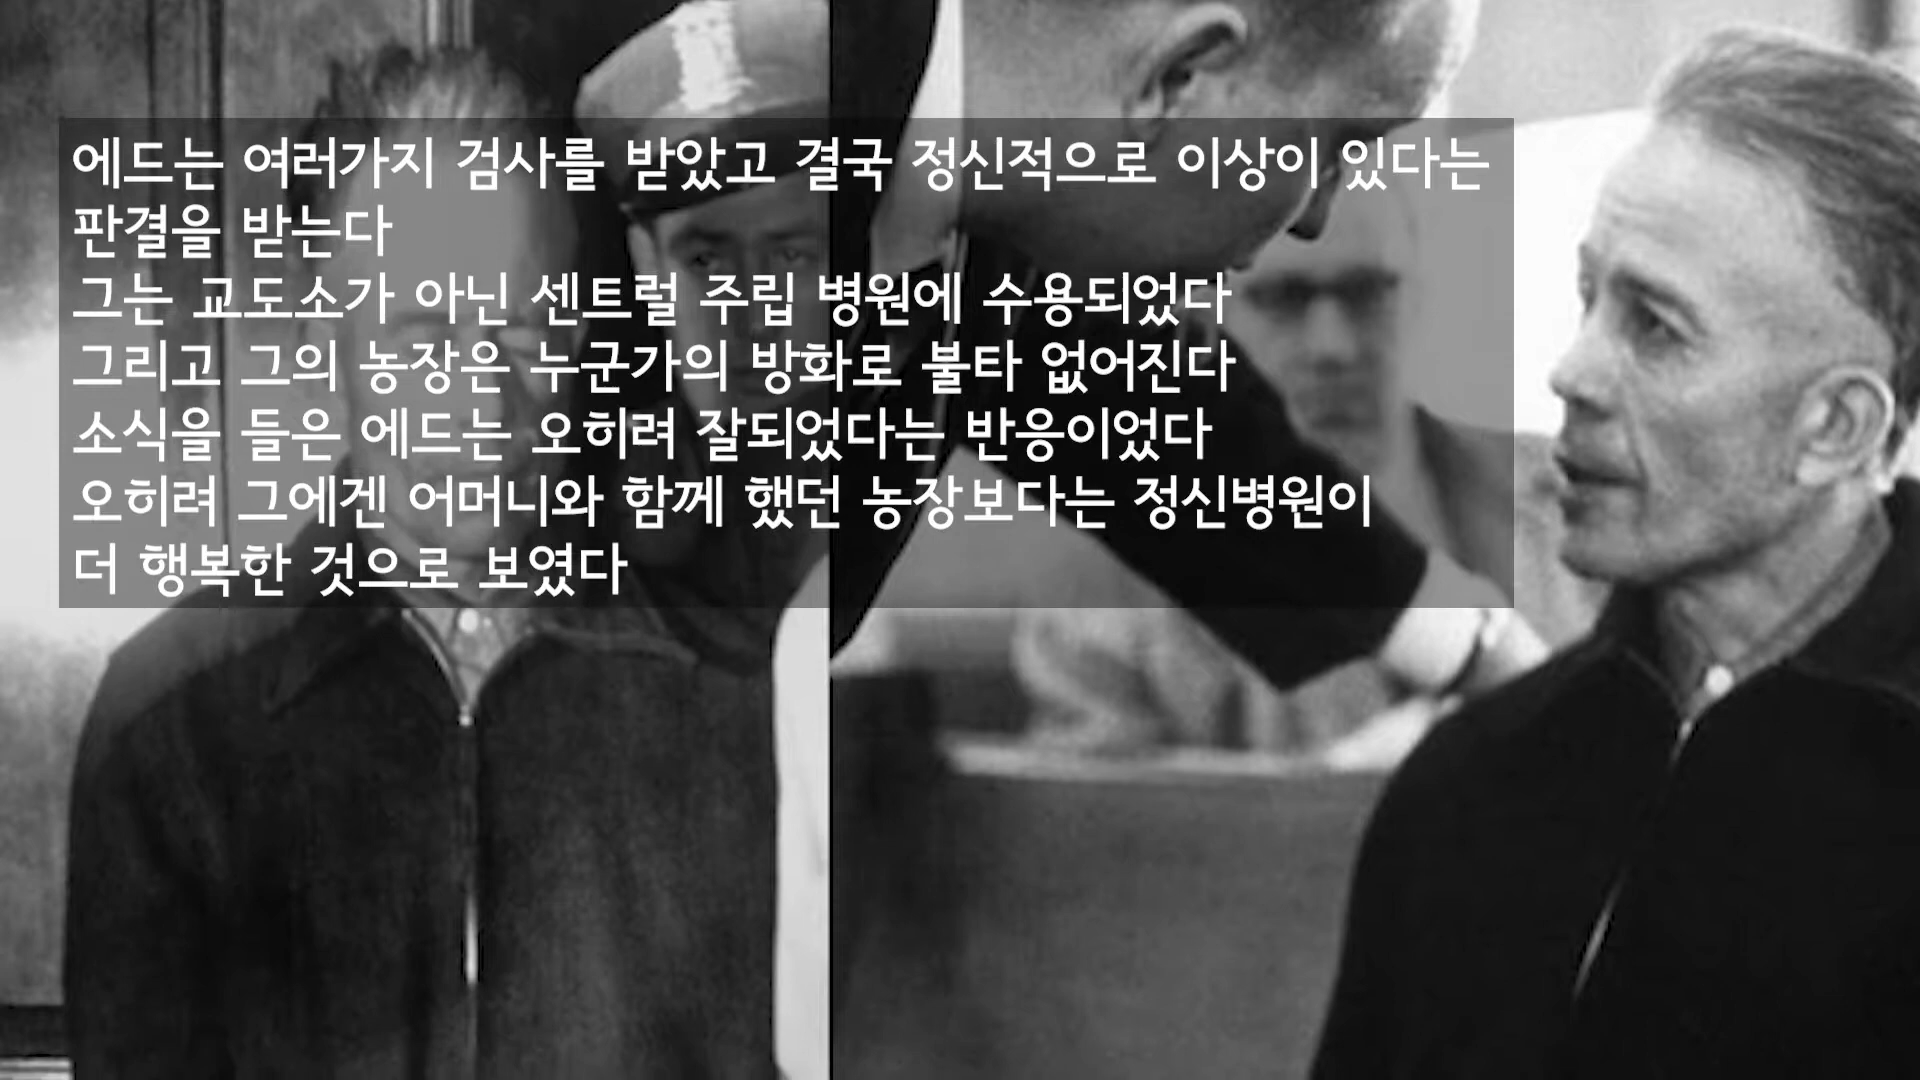 에드는 여러가지 검사를 받았고 결국 정신적으로 이상이 있다는
판결을 받는다
그는 교도소가 아닌 센트럴 주립 병원에 수용되었다
그리고 그의 농장은 누군가의 방화로 불타 없어진다
소식을 들은 에드는 오히려 잘되었다는 반응이었다
오히려 그에겐 어머니와 함께 했던 농장보다는 정신병원이
더 행복한 것으로 보였다